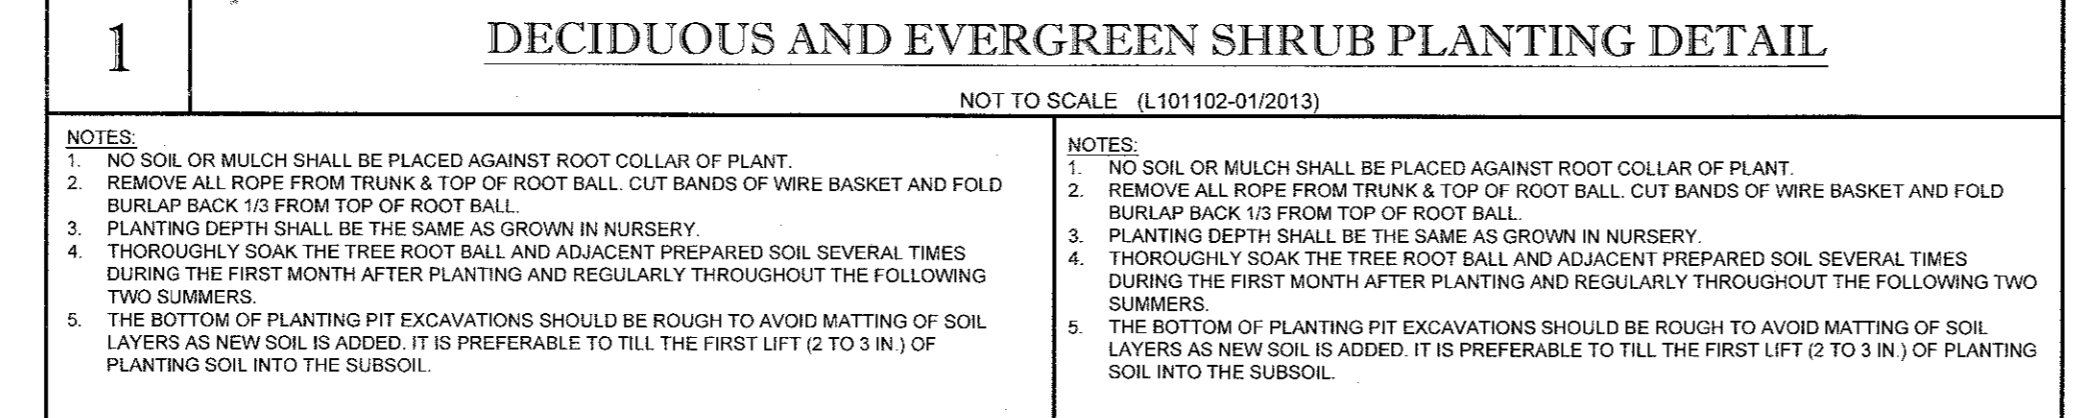 1
DECIDUOUS AND EVERGREEN SHRUB PLANTING DETAIL
NOT TO SCALE (L101102-01/2013)
NOTES:
1. NO SOIL OR MULCH SHALL BE PLACED AGAINST ROOT COLLAR OF PLANT.
2. REMOVE ALL ROPE FROM TRUNK & TOP OF ROOT BALL. CUT BANDS OF WIRE BASKET AND FOLD
BURLAP BACK 1/3 FROM TOP OF ROOT BALL.
3. PLANTING DEPTH SHALL BE THE SAME AS GROWN IN NURSERY.
4. THOROUGHLY SOAK THE TREE ROOT BALL AND ADJACENT PREPARED SOIL SEVERAL TIMES
DURING THE FIRST MONTH AFTER PLANTING AND REGULARLY THROUGHOUT THE FOLLOWING
TWO SUMMERS.
5. THE BOTTOM OF PLANTING PIT EXCAVATIONS SHOULD BE ROUGH TO AVOID MATTING OF SOIL
LAYERS AS NEW SOIL IS ADDED. IT IS PREFERABLE TO TILL THE FIRST LIFT (2 TO 3 IN.) OF
PLANTING SOIL INTO THE SUBSOIL.
NOTES:
1. NO SOIL OR MULCH SHALL BE PLACED AGAINST ROOT COLLAR OF PLANT.
2. REMOVE ALL ROPE FROM TRUNK & TOP OF ROOT BALL. CUT BANDS OF WIRE BASKET AND FOLD
BURLAP BACK 1/3 FROM TOP OF ROOT BALL.
3. PLANTING DEPTH SHALL BE THE SAME AS GROWN IN NURSERY.
4. THOROUGHLY SOAK THE TREE ROOT BALL AND ADJACENT PREPARED SOIL SEVERAL TIMES
DURING THE FIRST MONTH AFTER PLANTING AND REGULARLY THROUGHOUT THE FOLLOWING TWO
SUMMERS.
5. THE BOTTOM OF PLANTING PIT EXCAVATIONS SHOULD BE ROUGH TO AVOID MATTING OF SOIL
LAYERS AS NEW SOIL IS ADDED. IT IS PREFERABLE TO TILL THE FIRST LIFT (2 TO 3 IN.) OF PLANTING
SOIL INTO THE SUBSOIL.